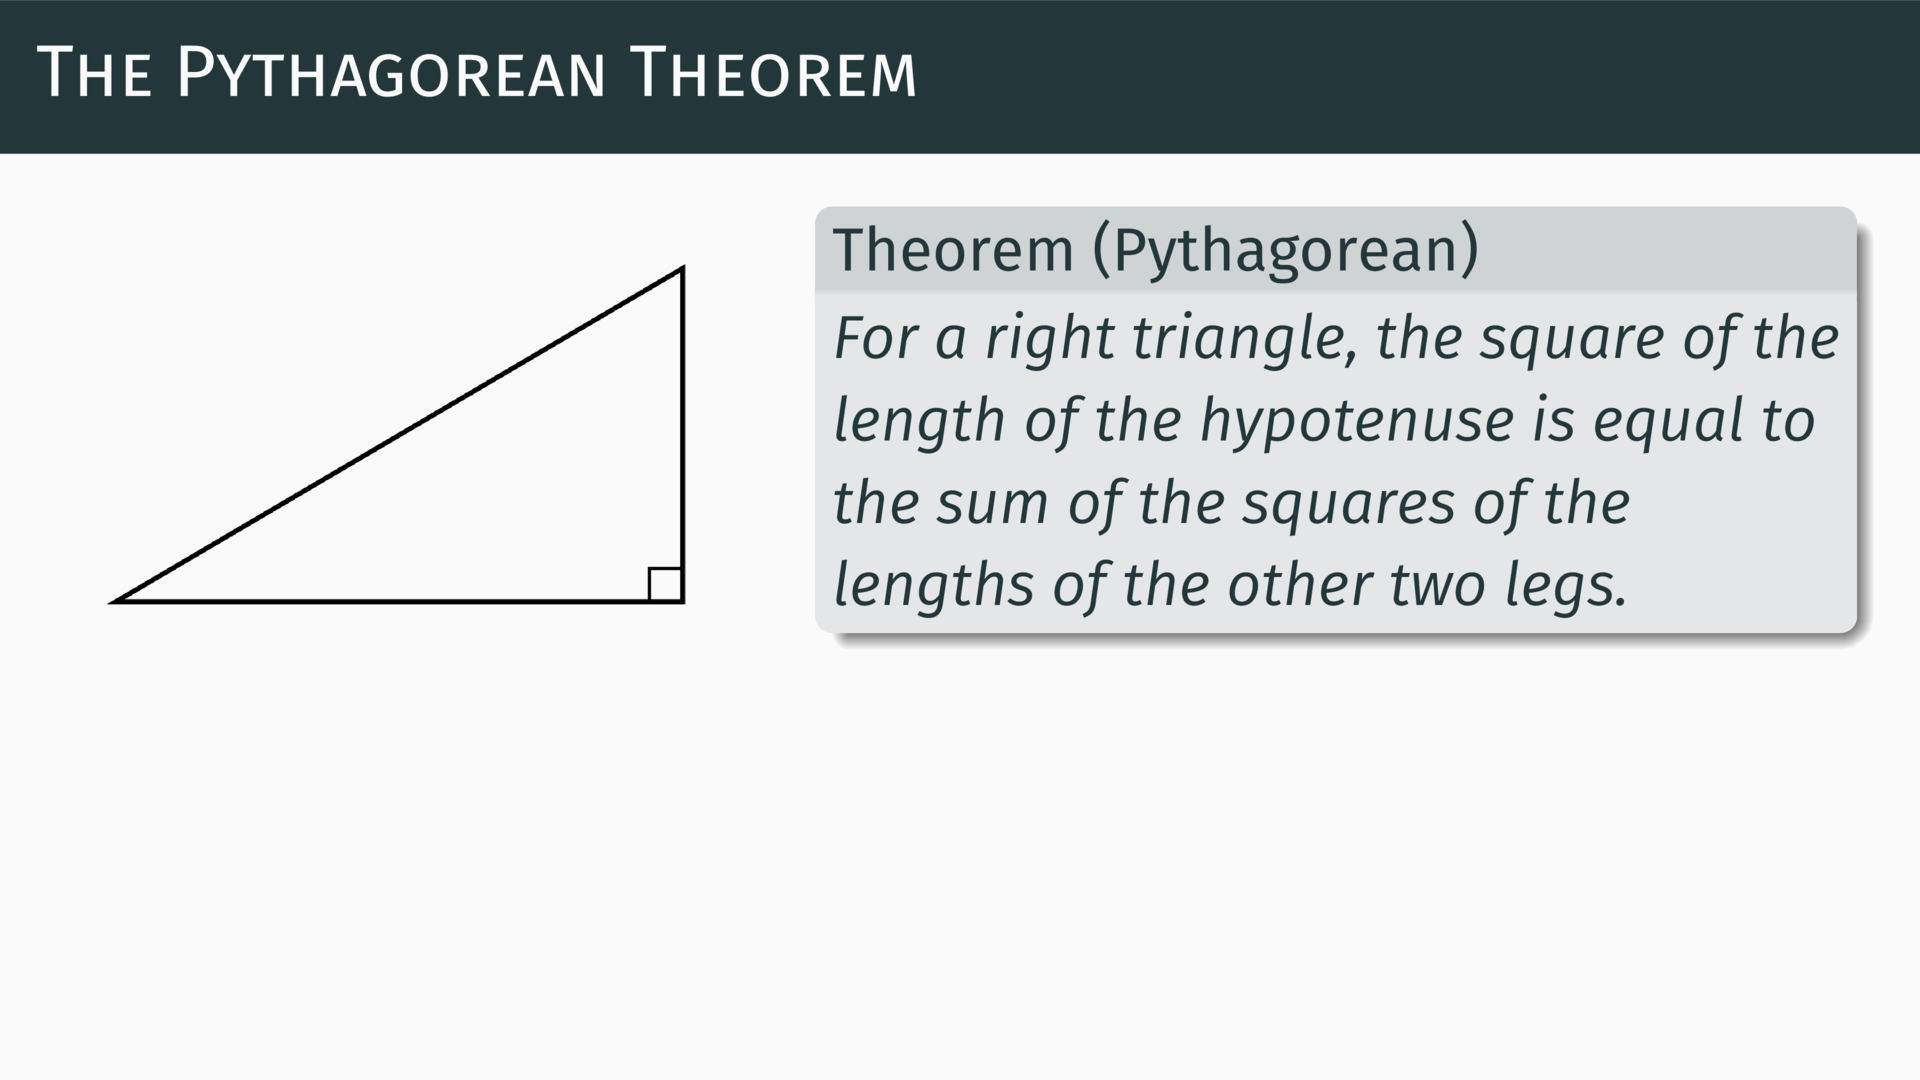 The Pythagorean Theorem
Theorem (Pythagorean)
For a right triangle, the square of the
length of the hypotenuse is equal to
the sum of the squares of the
lengths of the other two legs.